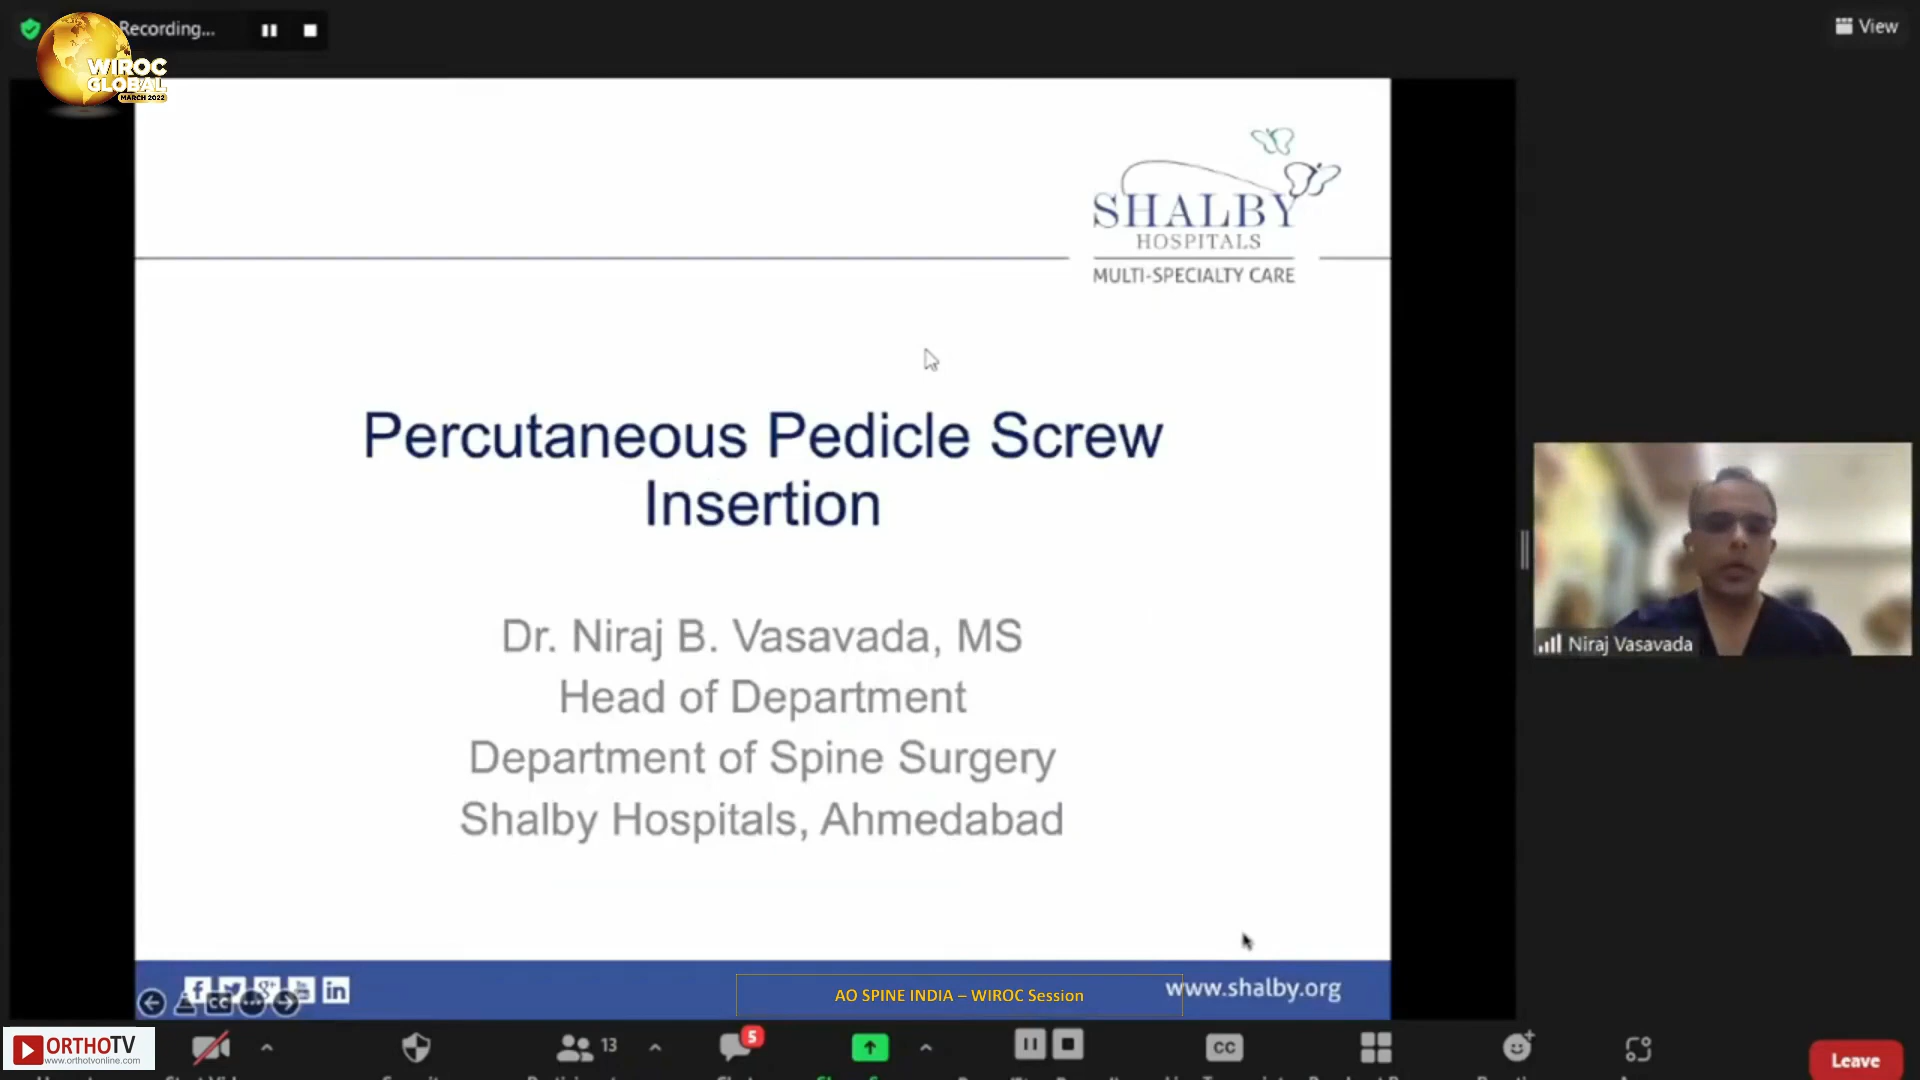 Recording...
View
WIROC
GLOBAL
MARCH 2022
SHALBY
HOSPITALS
MULTI-SPECIALTY CARE
Percutaneous Pedicle Screw
Insertion
Dr. Niraj B. Vasavada, MS
Head of Department
Department of Spine Surgery
Shalby Hospitals, Ahmedabad
Niraj Vasavada
www.shalby.org
AO SPINE INDIA – WIROC Session
ORTHOTV
www.orthotvonline.com
13
5
CC
CC
Leave